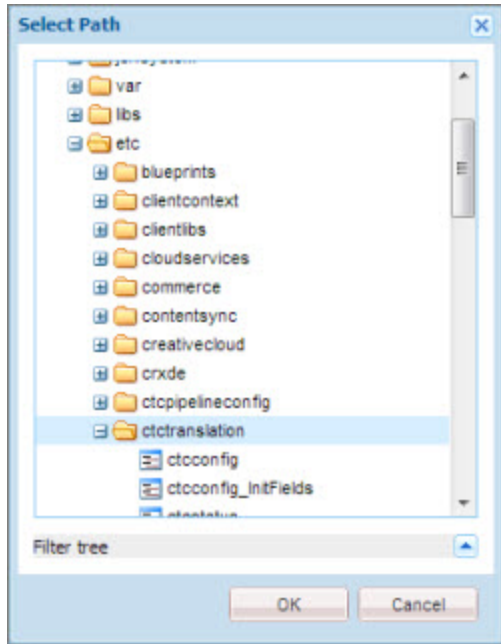 Select Path
var
libs
etc
blueprints
clientcontext
clientlibs
cloudservices
commerce
contentsync
creativecloud
crxde
ctcpipelineconfig
ctctranslation
ctcconfig
ctcconfig_InitFields
Filter tree
OK
Cancel